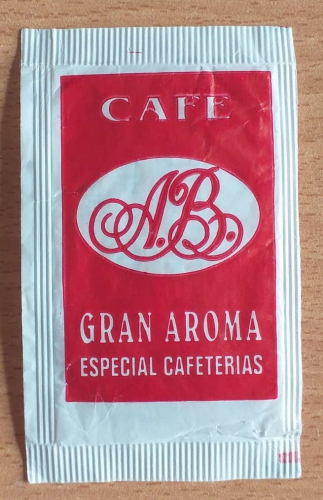 CAFE
A.B.
GRAN AROMA
ESPECIAL CAFETERIAS